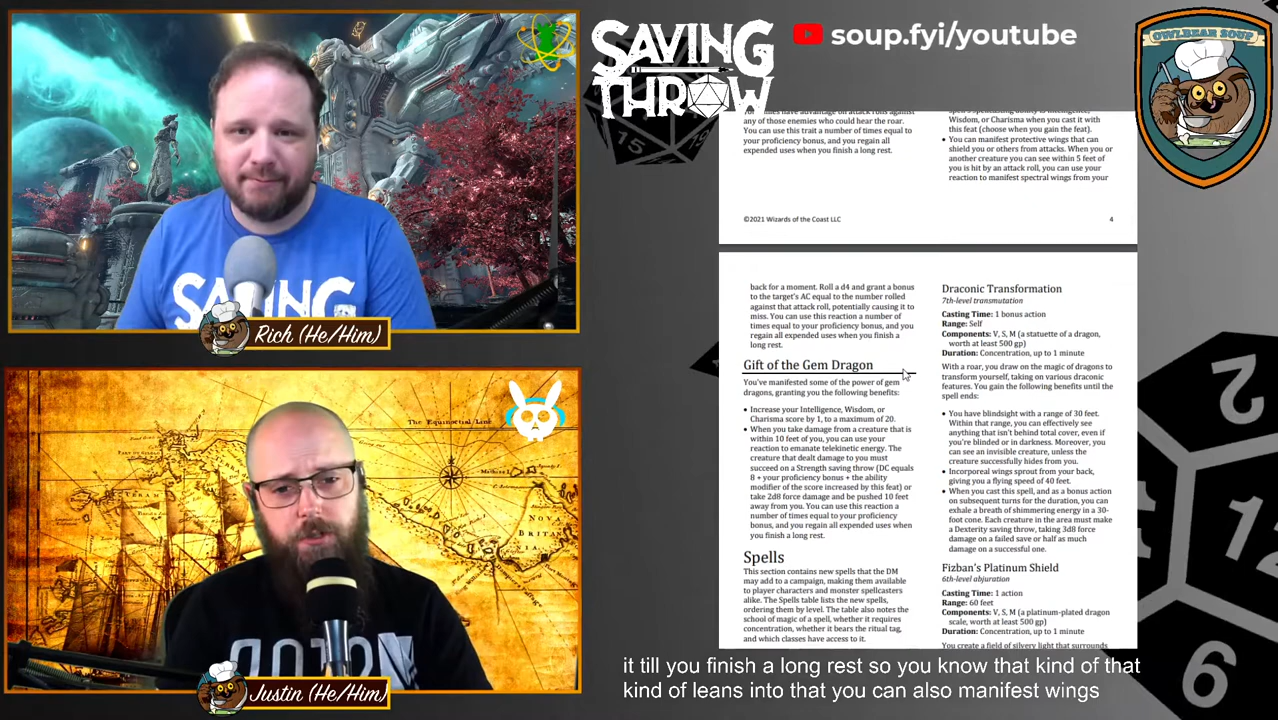 SAVING
THROW
soup.fyi/youtube
OWLBEAR SOUP
any of those enemies who could hear the roar.
You can use this trait a number of times equal to
your proficiency bonus, and you regain all
expended uses when you finish a long rest.
Wisdom, or Charisma when you cast it with
this feat (choose when you gain the feat).
• You can manifest protective wings that can
shield you or others from attacks. When you or
another creature you can see within 5 feet of
you is hit by an attack roll, you can use your
reaction to manifest spectral wings from your
©2021 Wizards of the Coast LLC
4
back for a moment. Roll a d4 and grant a bonus
to the target's AC equal to the number rolled
against that attack roll, potentially causing it to
miss. You can use this reaction a number of
times equal to your proficiency bonus, and you
regain all expended uses when you finish a
long rest.
Gift of the Gem Dragon
You've manifested some of the power of gem
dragons, granting you the following benefits:
• Increase your Intelligence, Wisdom, or
Charisma score by 1, to a maximum of 20.
• When you take damage from a creature that is
within 10 feet of you, you can use your
reaction to emanate telekinetic energy. The
creature that dealt damage to you must
succeed on a Strength saving throw (DC equals
8 + your proficiency bonus + the ability
modifier of the score increased by this feat) or
take 2d8 force damage and be pushed 10 feet
away from you. You can use this reaction a
number of times equal to your proficiency
bonus, and you regain all expended uses when
you finish a long rest.
Spells
This section contains new spells that the DM
may add to a campaign, making them available
to player characters and monster spellcasters
alike. The Spells table lists the new spells,
ordering them by level. The table also notes the
school of magic of a spell, whether it requires
concentration, whether it bears the ritual tag,
and which classes have access to it.
Draconic Transformation
7th-level transmutation
Casting Time: 1 bonus action
Range: Self
Components: V, S, M (a statuette of a dragon,
worth at least 500 gp)
Duration: Concentration, up to 1 minute
With a roar, you draw on the magic of dragons to
transform yourself, taking on various draconic
features. You gain the following benefits until the
spell ends:
• You have blindsight with a range of 30 feet.
Within that range, you can effectively see
anything that isn't behind total cover, even if
you're blinded or in darkness. Moreover, you
can see an invisible creature, unless the
creature successfully hides from you.
• Incorporeal wings sprout from your back,
giving you a flying speed of 40 feet.
• When you cast this spell, and as a bonus action
on subsequent turns for the duration, you can
exhale a breath of shimmering energy in a 30-
foot cone. Each creature in the area must make
a Dexterity saving throw, taking 3d8 force
damage on a failed save or half as much
damage on a successful one.
Fizban's Platinum Shield
6th-level abjuration
Casting Time: 1 action
Range: 60 feet
Components: V, S, M (a platinum-plated dragon
scale, worth at least 500 gp)
Duration: Concentration, up to 1 minute
You create a field of silvery light that surrounds
SAVING
Rich (He/Him)
The Equinoctial Line
Justin (He/Him)
15
19
2
12
6
it till you finish a long rest so you know that kind of that
kind of leans into that you can also manifest wings